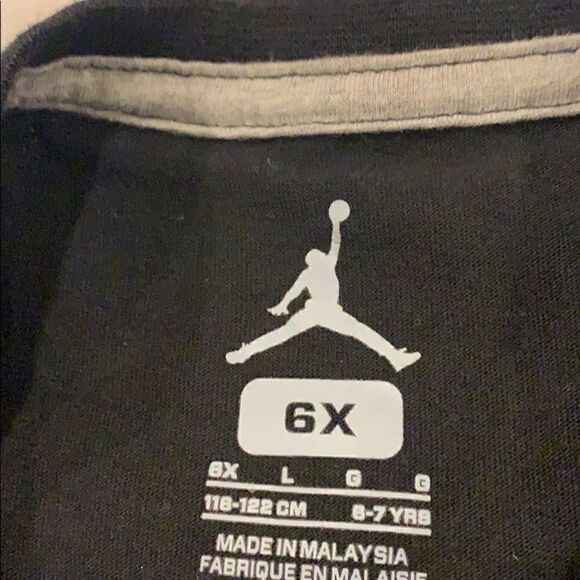 6X
6X L G G
116-122 CM 6-7 YRS
MADE IN MALAYSIA
FABRIQUE EN MALAISIE